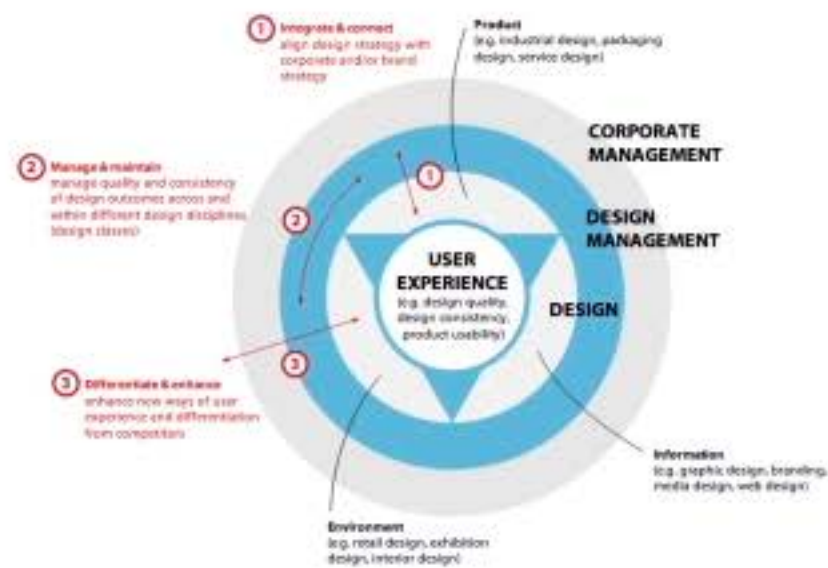 1 Integrate & connect
align design strategy with
corporate and/or brand
strategy
Product
(e.g. industrial design, packaging
design, service design)
CORPORATE
MANAGEMENT
2 Manage & maintain
manage quality and consistency
of design outcomes across and
within different design disciplines
(design classes)
1
2
DESIGN
MANAGEMENT
USER
EXPERIENCE
(e.g. design quality,
design consistency,
product usability)
DESIGN
3
3 Differentiate & enhance
enhance new ways of user
experience and differentiation
from competitors
Information
(e.g. graphic design, branding,
media design, web design)
Environment
(e.g. retail design, exhibition
design, interior design)